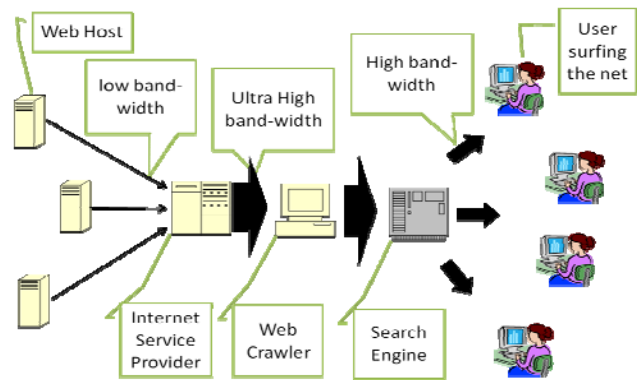 Web Host
low band-
width
Ultra High
band-width
High band-
width
User
surfing
the net
Internet
Service
Provider
Web
Crawler
Search
Engine